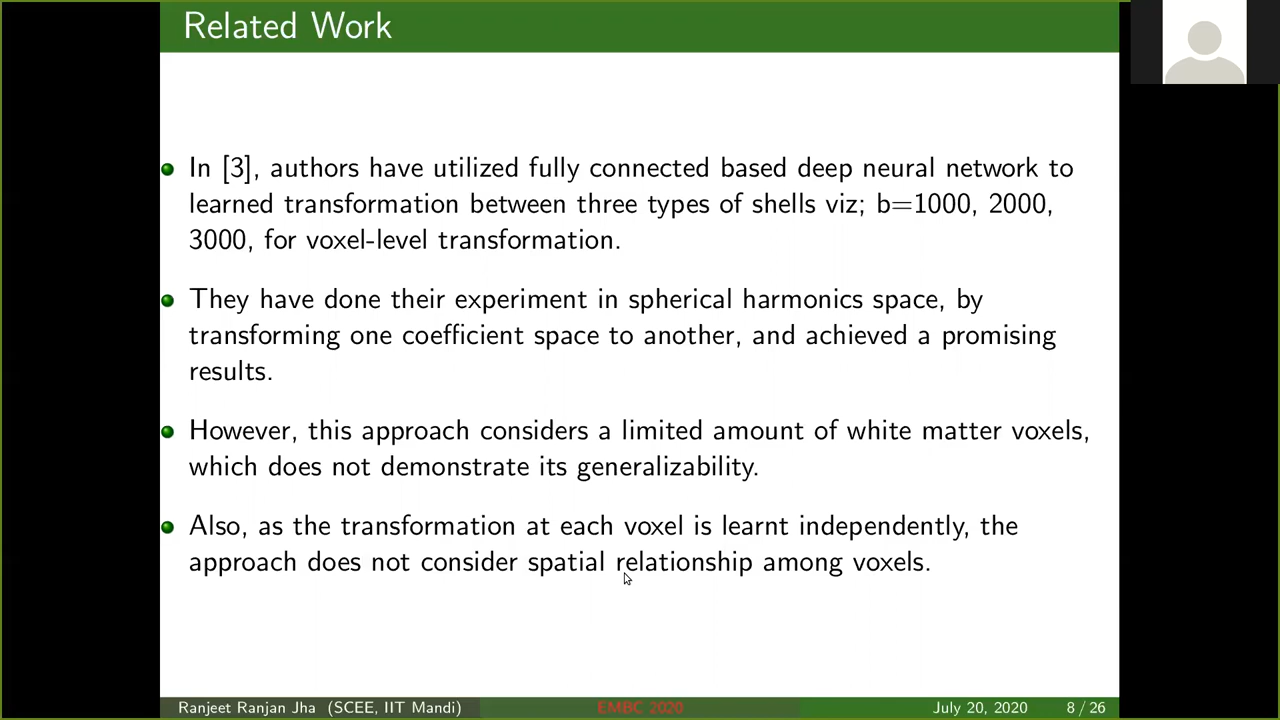 Related Work
In [3], authors have utilized fully connected based deep neural network to
learned transformation between three types of shells viz; b=1000, 2000,
3000, for voxel-level transformation.
They have done their experiment in spherical harmonics space, by
transforming one coefficient space to another, and achieved a promising
results.
However, this approach considers a limited amount of white matter voxels,
which does not demonstrate its generalizability.
Also, as the transformation at each voxel is learnt independently, the
approach does not consider spatial relationship among voxels.
Ranjeet Ranjan Jha (SCEE, IIT Mandi) EMBC 2020 July 20, 2020 8 / 26